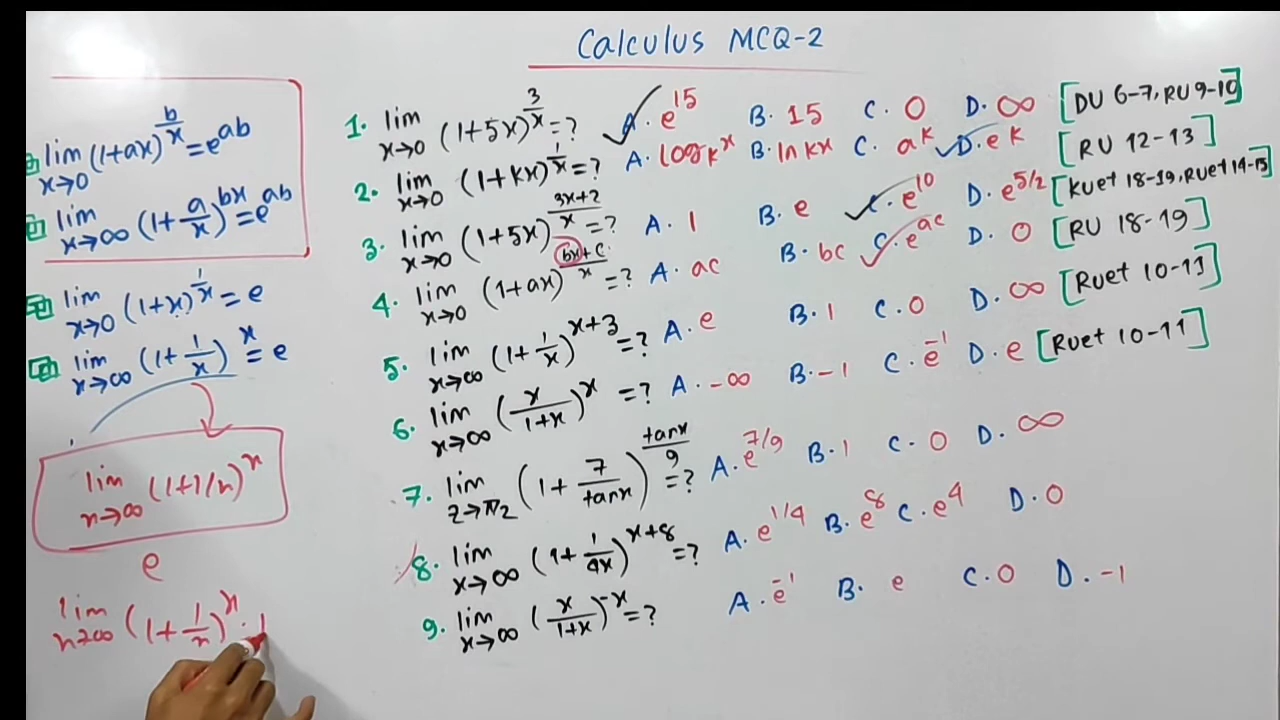 Calculus MCQ-2
lim x→0 (1+ax)^(b/x) = e^(ab)
lim x→∞ (1+a/x)^(bx) = e^(ab)
lim x→0 (1+x)^(1/x) = e
lim x→∞ (1+1/x)^x = e
lim n→∞ (1+1/n)^n
e
lim n→∞ (1+1/n)^n · 1
1. lim x→0 (1+5x)^(3/x) = ? A. e^15 B. 15 C. 0 D. ∞ [DU 6-7, RU 9-10]
2. lim x→0 (1+kx)^(1/x) = ? A. log k^x B. ln kx C. a^k D. e^k [RU 12-13]
3. lim x→0 (1+5x)^((3x+2)/x) = ? A. 1 B. e C. e^10 D. e^(5/2) [Kuet 18-19, Ruet 14-15]
4. lim x→0 (1+ax)^((bx+c)/x) = ? A. ac B. bc C. e^(ac) D. 0 [RU 18-19]
5. lim x→∞ (1+1/x)^(x+3) = ? A. e B. 1 C. 0 D. ∞ [Ruet 10-11]
6. lim x→∞ (x/(1+x))^x = ? A. -∞ B. -1 C. e^(-1) D. e [Ruet 10-11]
7. lim z→π/2 (1+7/tanx)^(tanx/9) = ? A. e^(7/9) B. 1 C. 0 D. ∞
8. lim x→∞ (1+1/4x)^(x+8) = ? A. e^(1/4) B. e^8 C. e^4 D. 0
9. lim x→∞ (x/(1+x))^(-x) = ? A. e^(-1) B. e C. 0 D. -1